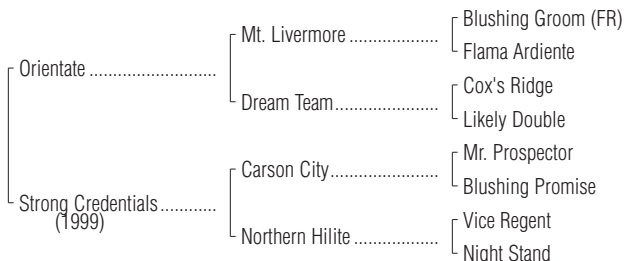 Blushing Groom (FR)
Mt. Livermore ...................
Flama Ardiente
Orientate ..........................
Cox's Ridge
Dream Team.......................
Likely Double
Mr. Prospector
Carson City.......................
Blushing Promise
Strong Credentials............
(1999)
Vice Regent
Northern Hilite ..................
Night Stand